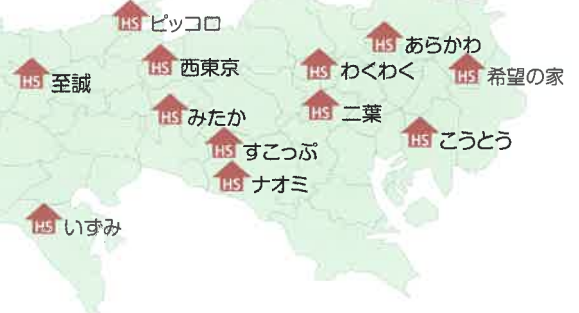 HS ピッコロ
HS あらかわ
HS 西東京
HS わくわく
HS 希望の家
HS 至誠
HS みたか
HS 二葉
HS こうとう
HS すこっぷ
HS ナオミ
HS いずみ